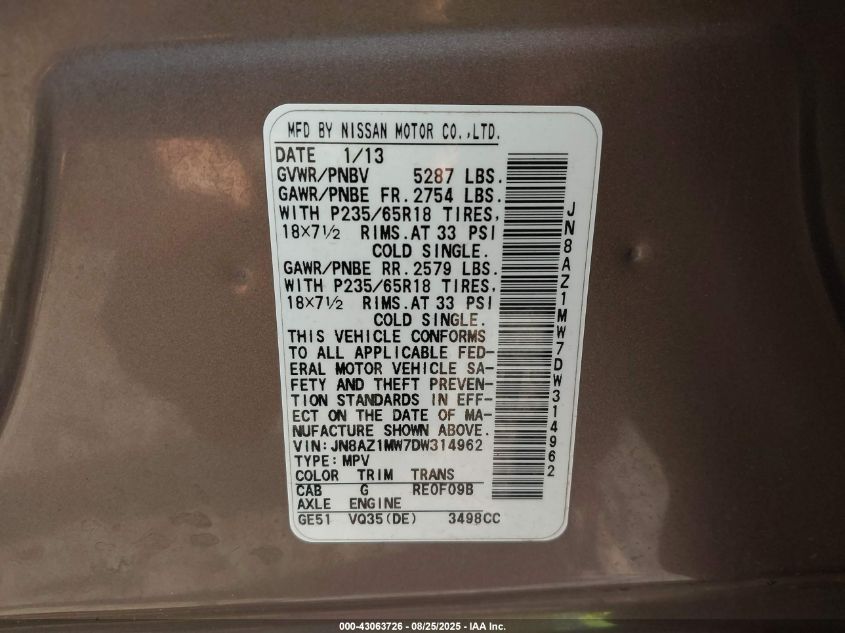 MFD BY NISSAN MOTOR CO.,LTD.
DATE 1/13
GVWR/PNBV 5287 LBS.
GAWR/PNBE FR. 2754 LBS.
WITH P235/65R18 TIRES,
18×7½ RIMS. AT 33 PSI
COLD SINGLE.
GAWR/PNBE RR. 2579 LBS.
WITH P235/65R18 TIRES,
18×7½ RIMS. AT 33 PSI
COLD SINGLE.
THIS VEHICLE CONFORMS
TO ALL APPLICABLE FED-
ERAL MOTOR VEHICLE SA-
FETY AND THEFT PREVEN-
TION STANDARDS IN EFF-
ECT ON THE DATE OF MA-
NUFACTURE SHOWN ABOVE.
VIN: JN8AZ1MW7DW314962
TYPE: MPV
COLOR TRIM TRANS
CAB G RE0F09B
AXLE ENGINE
GE51 VQ35(DE) 3498CC
JN8AZ1MW7DW314962
000-43063726 - 08/25/2025 - IAA Inc.